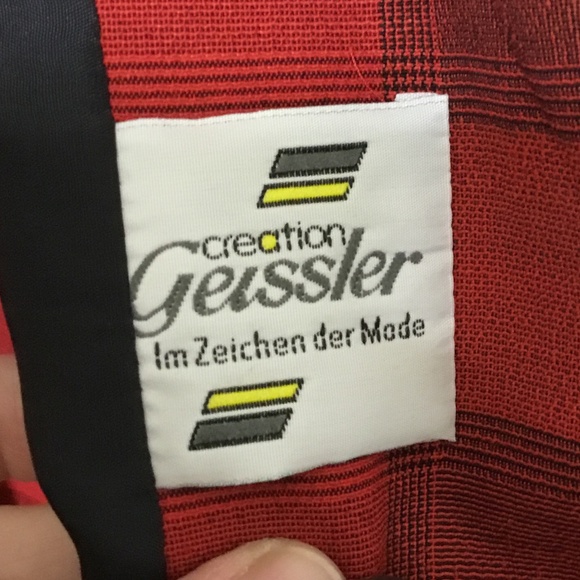 creation
Geissler
Im Zeichen der Mode